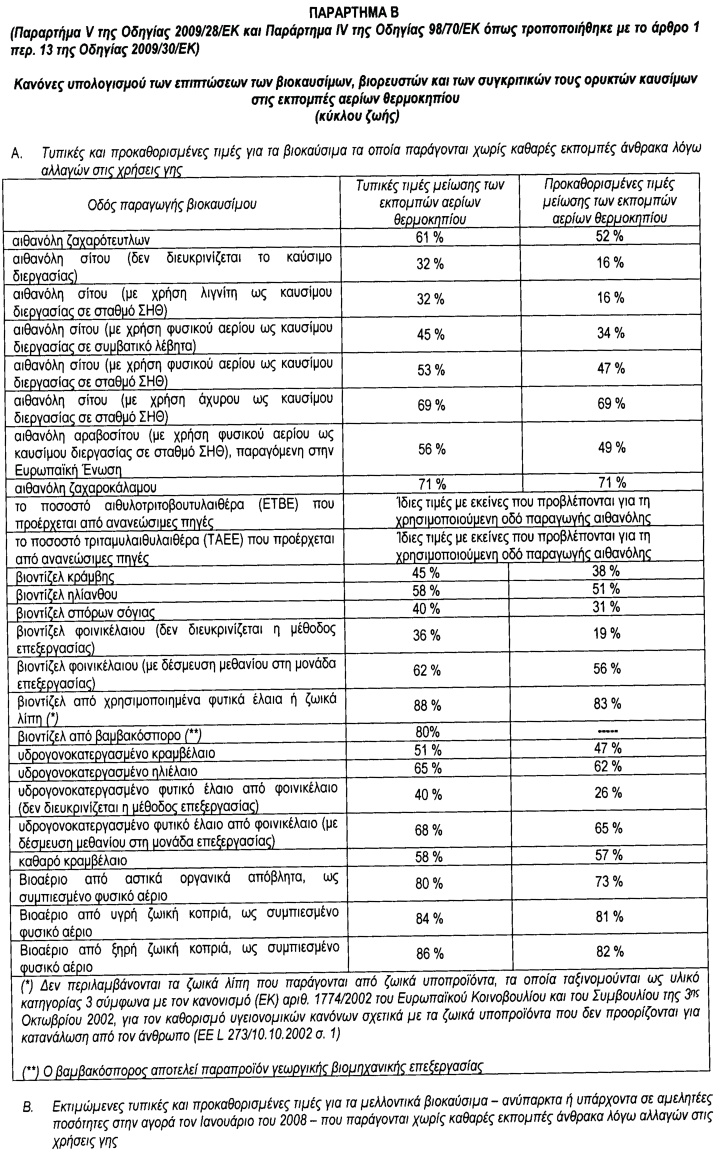 ΠΑΡΑΡΤΗΜΑ Β
(Παραρτήμα V της Οδηγίας 2009/28/ΕΚ και Παράρτημα IV της Οδηγίας 98/70/ΕΚ όπως τροποποιήθηκε με το άρθρο 1
περ. 13 της Οδηγίας 2009/30/ΕΚ)
Κανόνες υπολογισμού των επιπτώσεων των βιοκαυσίμων, βιορευστών και των συγκριτικών τους ορυκτών καυσίμων
στις εκπομπές αερίων θερμοκηπίου
(κύκλου ζωής)
Α. Τυπικές και προκαθορισμένες τιμές για τα βιοκαύσιμα τα οποία παράγονται χωρίς καθαρές εκπομπές άνθρακα λόγω
αλλαγών στις χρήσεις γης
Οδός παραγωγής βιοκαυσίμου
Τυπικές τιμές μείωσης των
εκπομπών αερίων
θερμοκηπίου
Προκαθορισμένες τιμές
μείωσης των εκπομπών
αερίων θερμοκηπίου
αιθανόλη ζαχαρότευτλων 61 % 52 %
αιθανόλη σίτου (δεν διευκρινίζεται το καύσιμο
διεργασίας) 32 % 16 %
αιθανόλη σίτου (με χρήση λιγνίτη ως καυσίμου
διεργασίας σε σταθμό ΣΗΘ) 32 % 16 %
αιθανόλη σίτου (με χρήση φυσικού αερίου ως καυσίμου
διεργασίας σε συμβατικό λέβητα) 45 % 34 %
αιθανόλη σίτου (με χρήση φυσικού αερίου ως καυσίμου
διεργασίας σε σταθμό ΣΗΘ) 53 % 47 %
αιθανόλη σίτου (με χρήση άχυρου ως καυσίμου
διεργασίας σε σταθμό ΣΗΘ) 69 % 69 %
αιθανόλη αραβοσίτου (με χρήση φυσικού αερίου ως
καυσίμου διεργασίας σε σταθμό ΣΗΘ), παραγόμενη στην
Ευρωπαϊκή Ένωση 56 % 49 %
αιθανόλη ζαχαροκάλαμου 71 % 71 %
το ποσοστό αιθυλοτριτοβουτυλαιθέρα (ΕΤΒΕ) που
προέρχεται από ανανεώσιμες πηγές
Ίδιες τιμές με εκείνες που προβλέπονται για τη
χρησιμοποιούμενη οδό παραγωγής αιθανόλης
το ποσοστό τριταμυλαιθυλαιθέρα (ΤΑΕΕ) που προέρχεται
από ανανεώσιμες πηγές
Ίδιες τιμές με εκείνες που προβλέπονται για τη
χρησιμοποιούμενη οδό παραγωγής αιθανόλης
βιοντίζελ κράμβης 45 % 38 %
βιοντίζελ ηλίανθου 58 % 51 %
βιοντίζελ σπόρων σόγιας 40 % 31 %
βιοντίζελ φοινικέλαιου (δεν διευκρινίζεται η μέθοδος
επεξεργασίας) 36 % 19 %
βιοντίζελ φοινικέλαιου (με δέσμευση μεθανίου στη μονάδα
επεξεργασίας) 62 % 56 %
βιοντίζελ από χρησιμοποιημένα φυτικά έλαια ή ζωικά
λίπη (*) 88 % 83 %
βιοντίζελ από βαμβακόσπορο (**) 80% -----
υδρογονοκατεργασμένο κραμβέλαιο 51 % 47 %
υδρογονοκατεργασμένο ηλιέλαιο 65 % 62 %
υδρογονοκατεργασμένο φυτικό έλαιο από φοινικέλαιο
(δεν διευκρινίζεται η μέθοδος επεξεργασίας) 40 % 26 %
υδρογονοκατεργασμένο φυτικό έλαιο από φοινικέλαιο (με
δέσμευση μεθανίου στη μονάδα επεξεργασίας) 68 % 65 %
καθαρό κραμβέλαιο 58 % 57 %
Βιοαέριο από αστικά οργανικά απόβλητα, ως
συμπιεσμένο φυσικό αέριο 80 % 73 %
Βιοαέριο από υγρή ζωική κοπριά, ως συμπιεσμένο
φυσικό αέριο 84 % 81 %
Βιοαέριο από ξηρή ζωική κοπριά, ως συμπιεσμένο
φυσικό αέριο 86 % 82 %
(*) Δεν περιλαμβάνονται τα ζωικά λίπη που παράγονται από ζωικά υποπροϊόντα, τα οποία ταξινομούνται ως υλικό
κατηγορίας 3 σύμφωνα με τον κανονισμό (ΕΚ) αριθ. 1774/2002 του Ευρωπαϊκού Κοινοβουλίου και του Συμβουλίου της 3ης
Οκτωβρίου 2002, για τον καθορισμό υγειονομικών κανόνων σχετικά με τα ζωικά υποπροϊόντα που δεν προορίζονται για
κατανάλωση από τον άνθρωπο (ΕΕ L 273/10.10.2002 σ. 1)
(**) Ο βαμβακόσπορος αποτελεί παραπροϊόν γεωργικής βιομηχανικής επεξεργασίας
Β. Εκτιμώμενες τυπικές και προκαθορισμένες τιμές για τα μελλοντικά βιοκαύσιμα – ανύπαρκτα ή υπάρχοντα σε αμελητέες
ποσότητες στην αγορά τον Ιανουάριο του 2008 – που παράγονται χωρίς καθαρές εκπομπές άνθρακα λόγω αλλαγών στις
χρήσεις γης